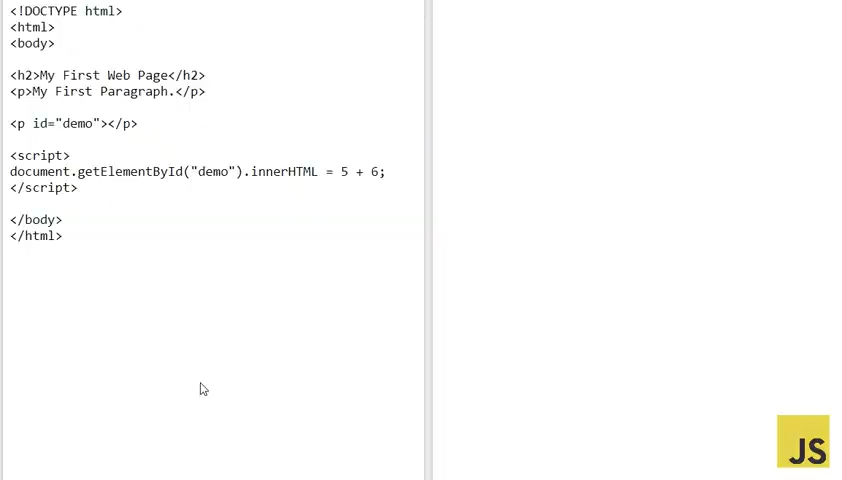 <!DOCTYPE html>
<html>
<body>
<h2>My First Web Page</h2>
<p>My First Paragraph.</p>
<p id="demo"></p>
<script>
document.getElementById("demo").innerHTML = 5 + 6;
</script>
</body>
</html>
JS